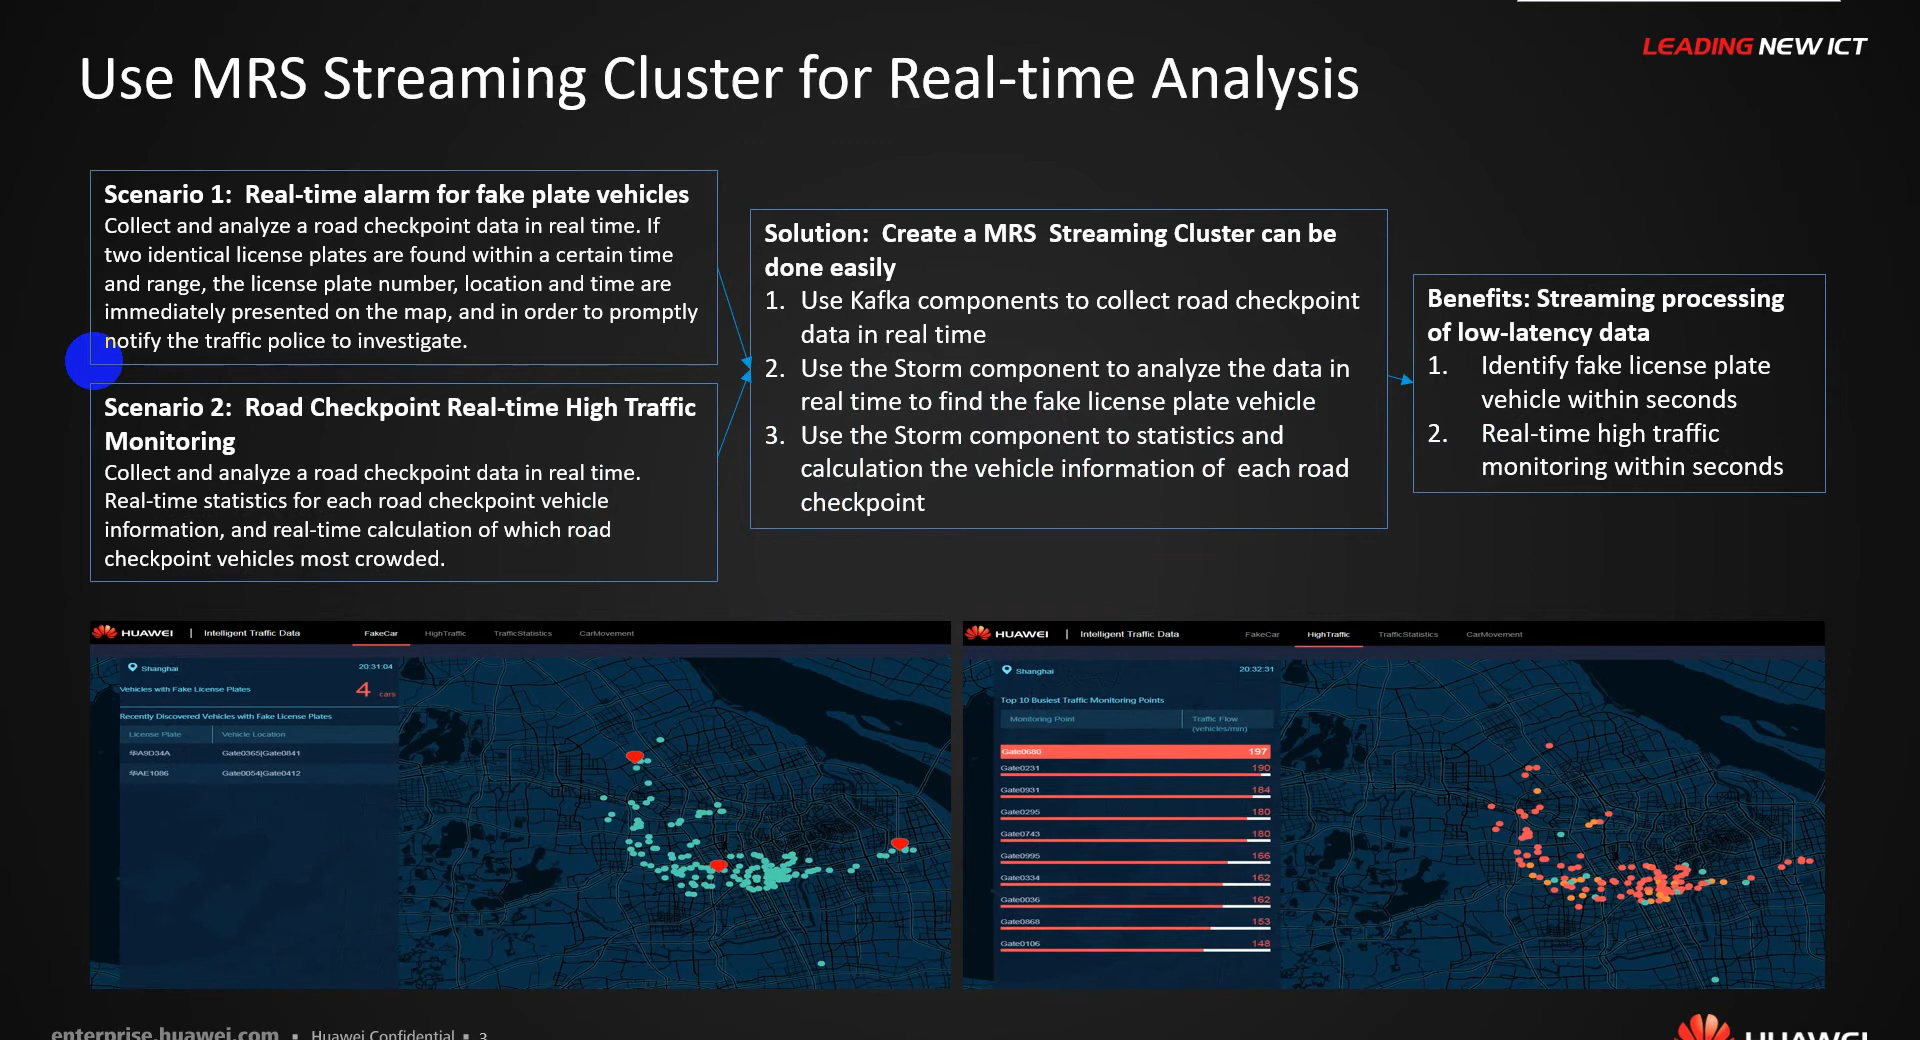 LEADING NEW ICT
Use MRS Streaming Cluster for Real-time Analysis
Scenario 1: Real-time alarm for fake plate vehicles
Collect and analyze a road checkpoint data in real time. If
two identical license plates are found within a certain time
and range, the license plate number, location and time are
immediately presented on the map, and in order to promptly
notify the traffic police to investigate.
Scenario 2: Road Checkpoint Real-time High Traffic
Monitoring
Collect and analyze a road checkpoint data in real time.
Real-time statistics for each road checkpoint vehicle
information, and real-time calculation of which road
checkpoint vehicles most crowded.
Solution: Create a MRS Streaming Cluster can be
done easily
1. Use Kafka components to collect road checkpoint
data in real time
2. Use the Storm component to analyze the data in
real time to find the fake license plate vehicle
3. Use the Storm component to statistics and
calculation the vehicle information of each road
checkpoint
Benefits: Streaming processing
of low-latency data
1. Identify fake license plate
vehicle within seconds
2. Real-time high traffic
monitoring within seconds
HUAWEI | Intelligent Traffic Data FakeCar HighTraffic TrafficStatistics CarMovement
Shanghai 20:31:04
Vehicles with Fake License Plates 4 cars
Recently Discovered Vehicles with Fake License Plates
License Plate Vehicle Location
A9D34A Gate0365|Gate0841
AE1086 Gate0054|Gate0412
HUAWEI | Intelligent Traffic Data FakeCar HighTraffic TrafficStatistics CarMovement
Shanghai 20:32:31
Top 10 Busiest Traffic Monitoring Points
Monitoring Point Traffic Flow
(vehicles/min)
Gate0680 197
Gate0231 190
Gate0931 184
Gate0295 180
Gate0743 180
Gate0995 166
Gate0334 162
Gate0036 162
Gate0868 153
Gate0106 148
enterprise.huawei.com ▪ Huawei Confidential ▪ 3
HUAWEI